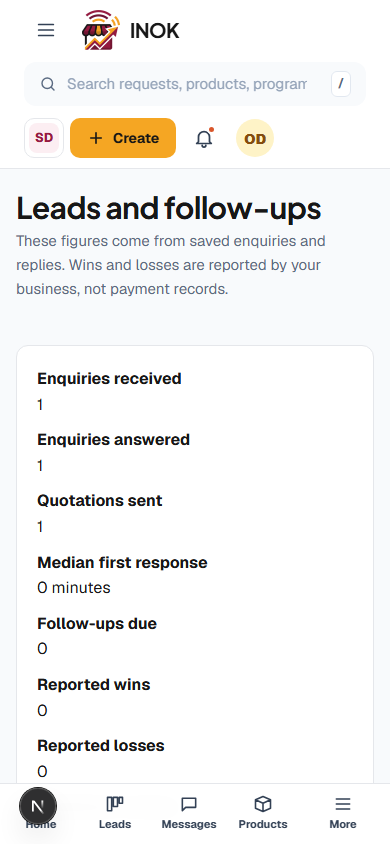 INOK
Search requests, products, program
/
SD
+ Create
OD
Leads and follow-ups
These figures come from saved enquiries and
replies. Wins and losses are reported by your
business, not payment records.
Enquiries received
1
Enquiries answered
1
Quotations sent
1
Median first response
0 minutes
Follow-ups due
0
Reported wins
0
Reported losses
0
N
Home
Leads
Messages
Products
More